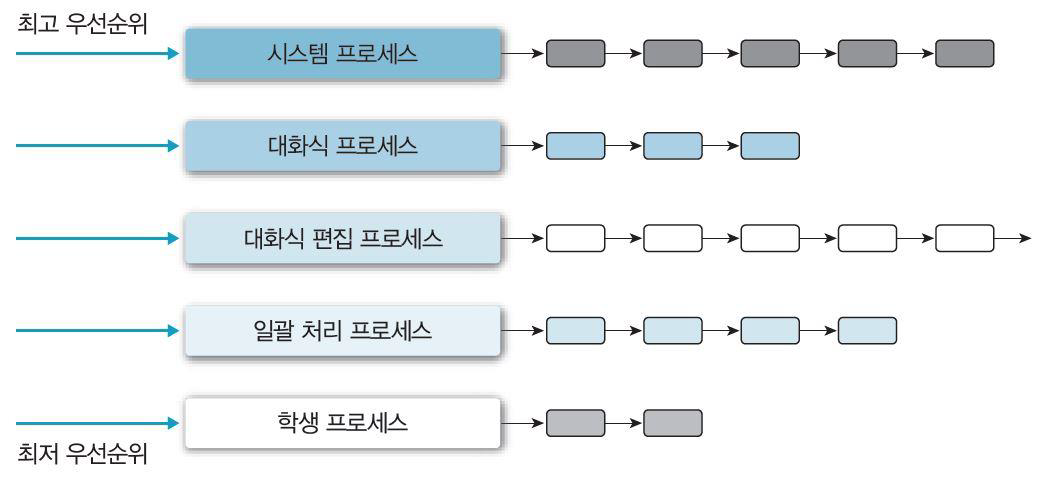 최고 우선순위
시스템 프로세스
대화식 프로세스
대화식 편집 프로세스
일괄 처리 프로세스
학생 프로세스
최저 우선순위